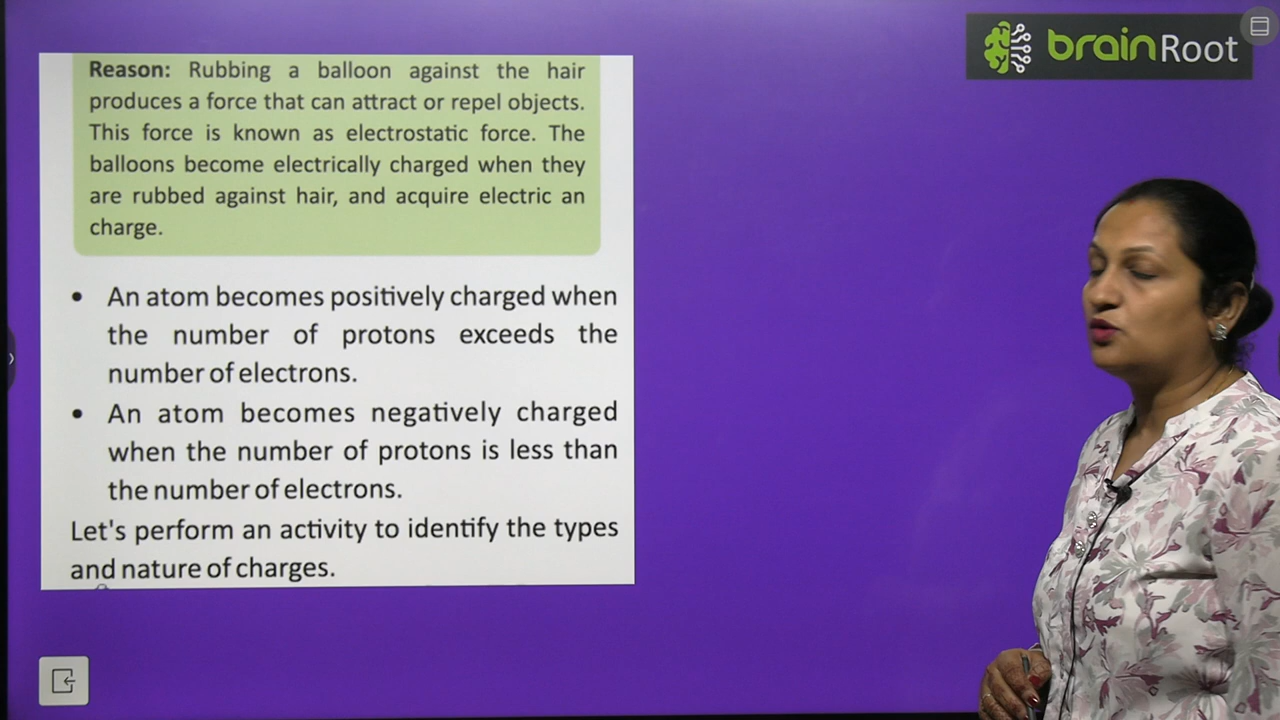 brainRoot
Reason: Rubbing a balloon against the hair
produces a force that can attract or repel objects.
This force is known as electrostatic force. The
balloons become electrically charged when they
are rubbed against hair, and acquire electric an
charge.
• An atom becomes positively charged when
the number of protons exceeds the
number of electrons.
• An atom becomes negatively charged
when the number of protons is less than
the number of electrons.
Let's perform an activity to identify the types
and nature of charges.